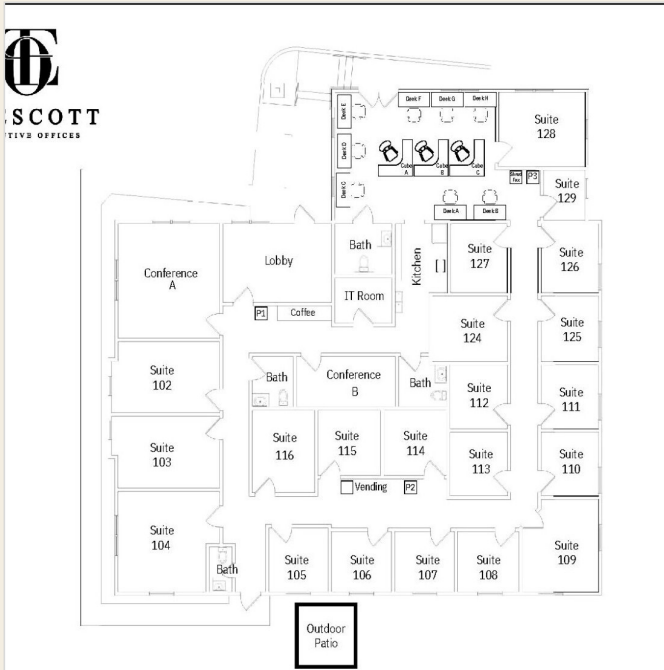 ESCOTT
TIVE OFFICES
Desk F
Desk G
Desk H
Desk E
Desk D
Desk C
Cube
A
Cube
B
Cube
C
Suite
128
P3
Desk A
Desk B
Suite
129
Conference
A
Lobby
Bath
Kitchen
Suite
127
Suite
126
IT Room
P1
Coffee
Suite
124
Suite
125
Suite
102
Bath
Conference
B
Bath
Suite
112
Suite
111
Suite
103
Suite
116
Suite
115
Suite
114
Suite
113
Suite
110
Vending
P2
Suite
104
Bath
Suite
105
Suite
106
Suite
107
Suite
108
Suite
109
Outdoor
Patio